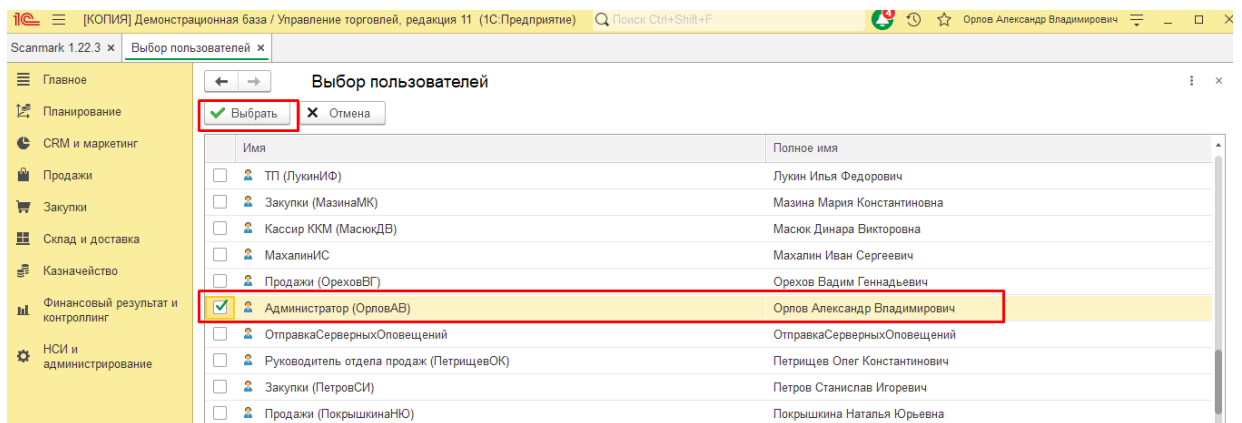 1С [КОПИЯ] Демонстрационная база / Управление торговлей, редакция 11 (1С:Предприятие) Поиск Ctrl+Shift+F 4 Орлов Александр Владимирович
Scanmark 1.22.3 × Выбор пользователей ×
Главное
Планирование
CRM и маркетинг
Продажи
Закупки
Склад и доставка
Казначейство
Финансовый результат и
контроллинг
НСИ и
администрирование
Выбор пользователей
Выбрать Отмена
Имя Полное имя
ТП (ЛукинИФ) Лукин Илья Федорович
Закупки (МазинаМК) Мазина Мария Константиновна
Кассир ККМ (МасюкДВ) Масюк Динара Викторовна
МахалинИС Махалин Иван Сергеевич
Продажи (ОреховВГ) Орехов Вадим Геннадьевич
Администратор (ОрловАВ) Орлов Александр Владимирович
ОтправкаСерверныхОповещений ОтправкаСерверныхОповещений
Руководитель отдела продаж (ПетрищевОК) Петрищев Олег Константинович
Закупки (ПетровСИ) Петров Станислав Игоревич
Продажи (ПокрышкинаНЮ) Покрышкина Наталья Юрьевна